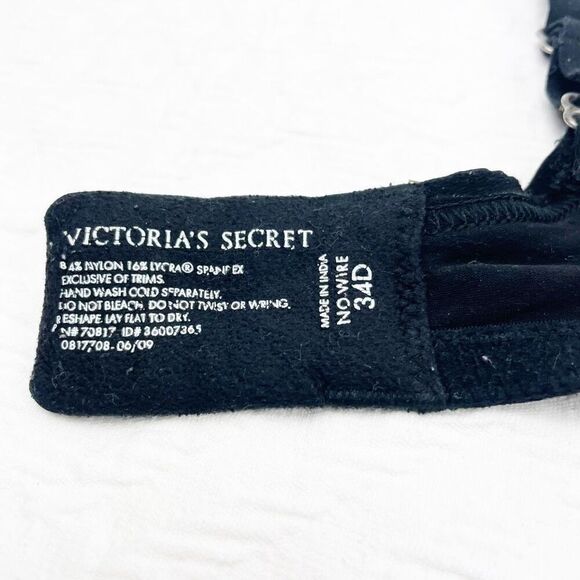 VICTORIA'S SECRET
84% NYLON 16% LYCRA® SPANDEX
EXCLUSIVE OF TRIMS.
HAND WASH COLD SEPARATELY.
DO NOT BLEACH. DO NOT TWIST OR WRING.
RESHAPE. LAY FLAT TO DRY.
RN# 70817 ID# 36007365
0817708-06/09
MADE IN INDIA
NO WIRE
34D